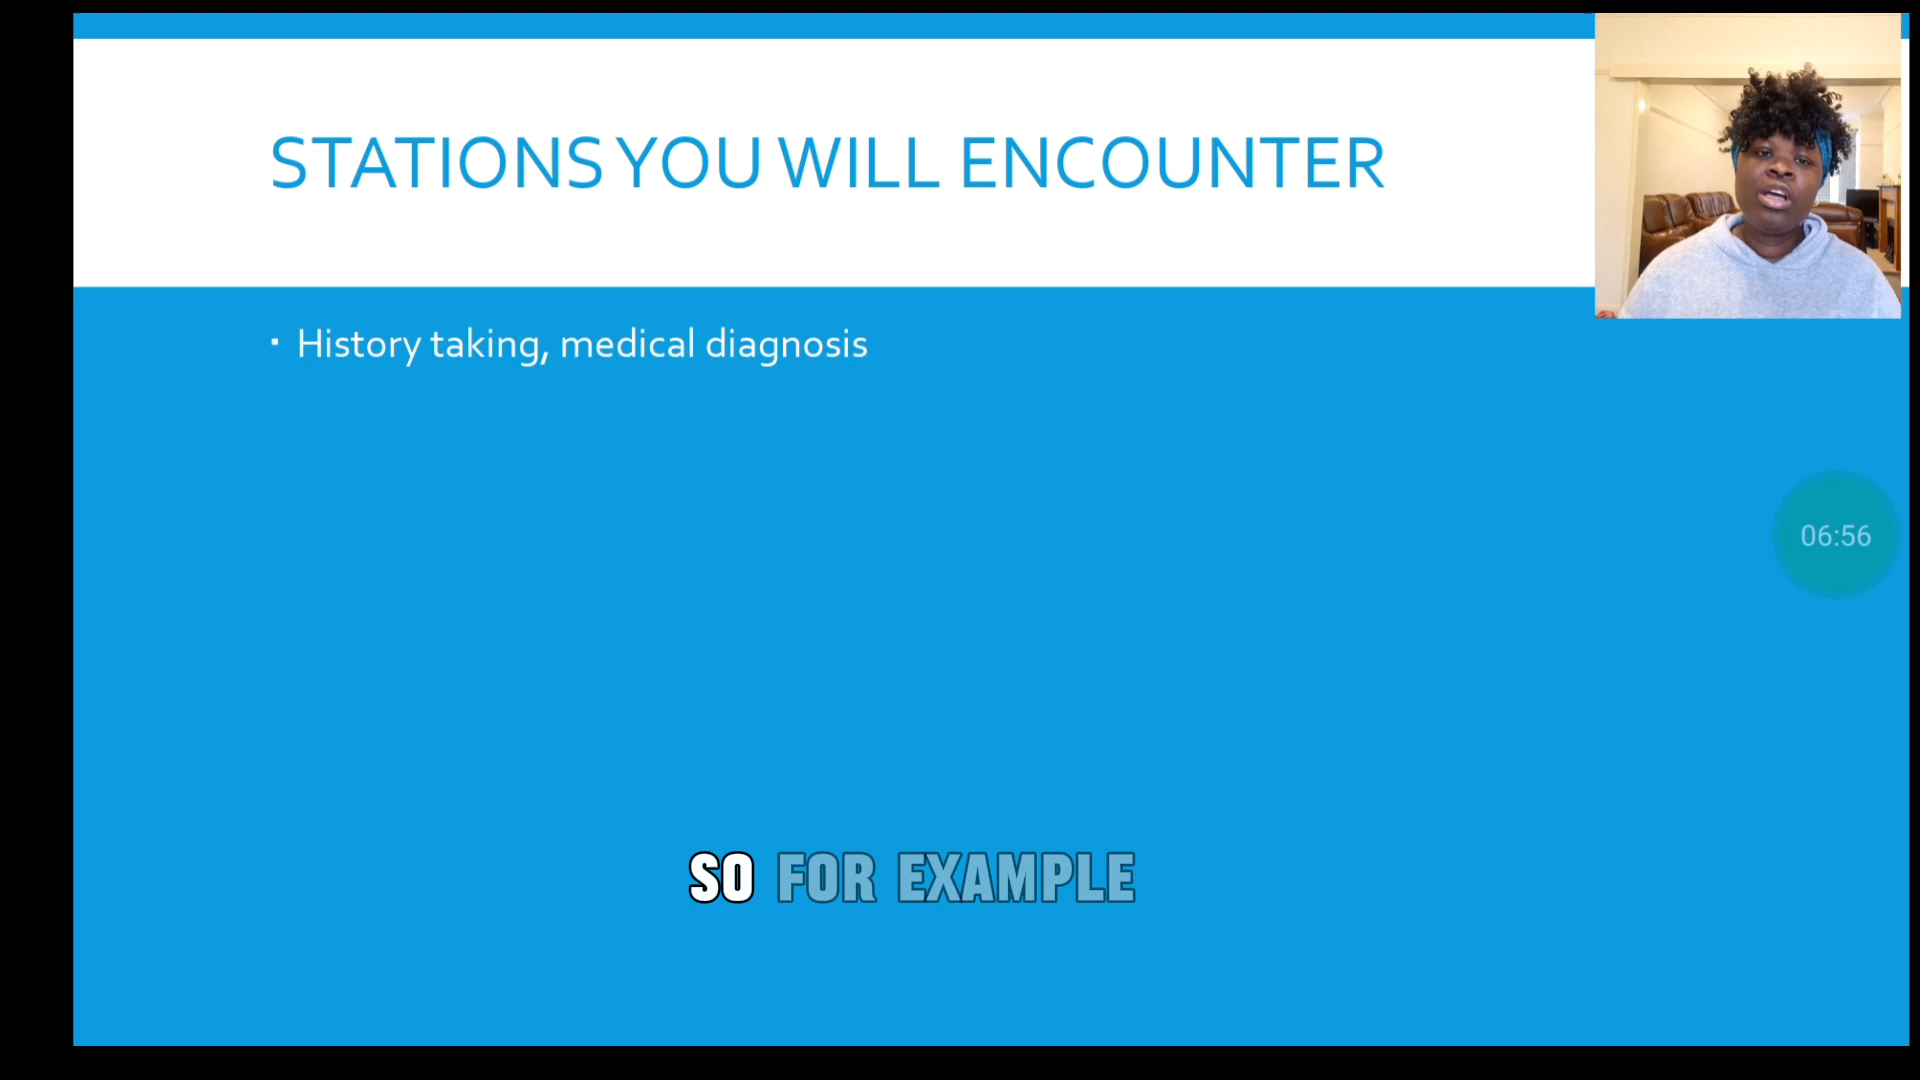 STATIONS YOU WILL ENCOUNTER
▪ History taking, medical diagnosis
06:56
SO FOR EXAMPLE